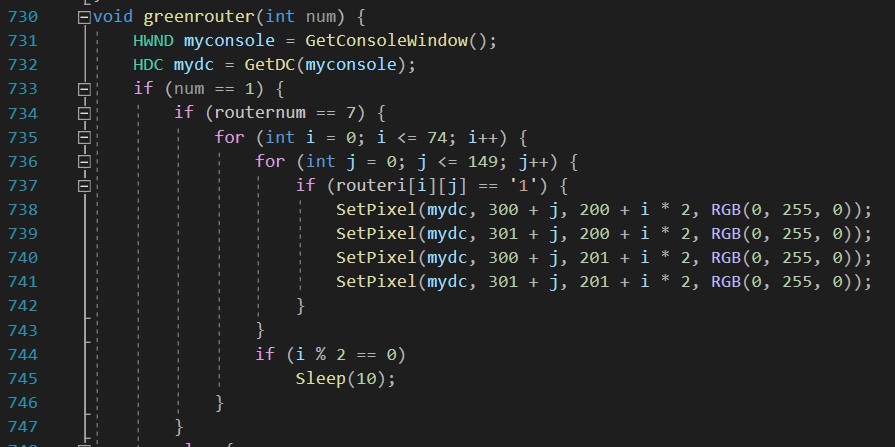 730 void greenrouter(int num) {
731 HWND myconsole = GetConsoleWindow();
732 HDC mydc = GetDC(myconsole);
733 if (num == 1) {
734 if (routernum == 7) {
735 for (int i = 0; i <= 74; i++) {
736 for (int j = 0; j <= 149; j++) {
737 if (routeri[i][j] == '1') {
738 SetPixel(mydc, 300 + j, 200 + i * 2, RGB(0, 255, 0));
739 SetPixel(mydc, 301 + j, 200 + i * 2, RGB(0, 255, 0));
740 SetPixel(mydc, 300 + j, 201 + i * 2, RGB(0, 255, 0));
741 SetPixel(mydc, 301 + j, 201 + i * 2, RGB(0, 255, 0));
742 }
743 }
744 if (i % 2 == 0)
745 Sleep(10);
746 }
747 }